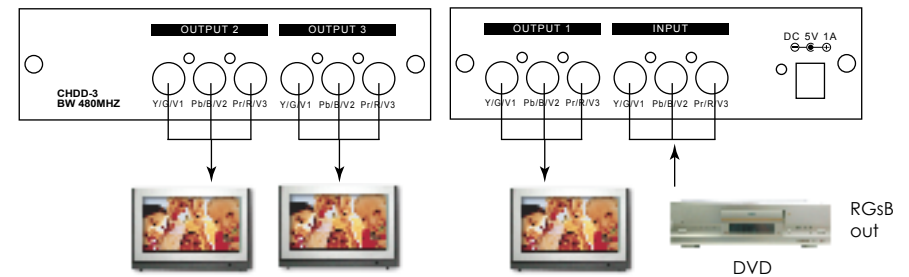 OUTPUT 2
OUTPUT 3
CHDD-3
BW 480MHZ
Y/G/V1 Pb/B/V2 Pr/R/V3
Y/G/V1 Pb/B/V2 Pr/R/V3
OUTPUT 1
INPUT
DC 5V 1A
Y/G/V1 Pb/B/V2 Pr/R/V3
Y/G/V1 Pb/B/V2 Pr/R/V3
RGsB
out
DVD